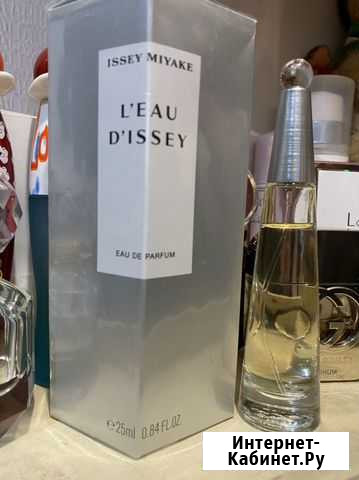 ISSEY MIYAKE
L'EAU
D'ISSEY
EAU DE PARFUM
e 25ml 0.84 FL.OZ
Интернет-
Кабинет.Ру